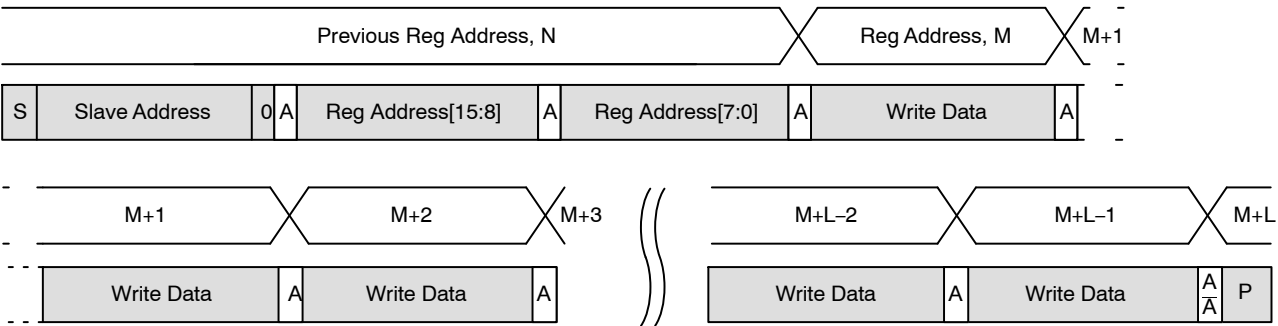 Previous Reg Address, N Reg Address, M M+1
S Slave Address 0 A Reg Address[15:8] A Reg Address[7:0] A Write Data A
M+1 M+2 M+3 M+L–2 M+L–1 M+L
Write Data A Write Data A Write Data A Write Data A/A̅ P